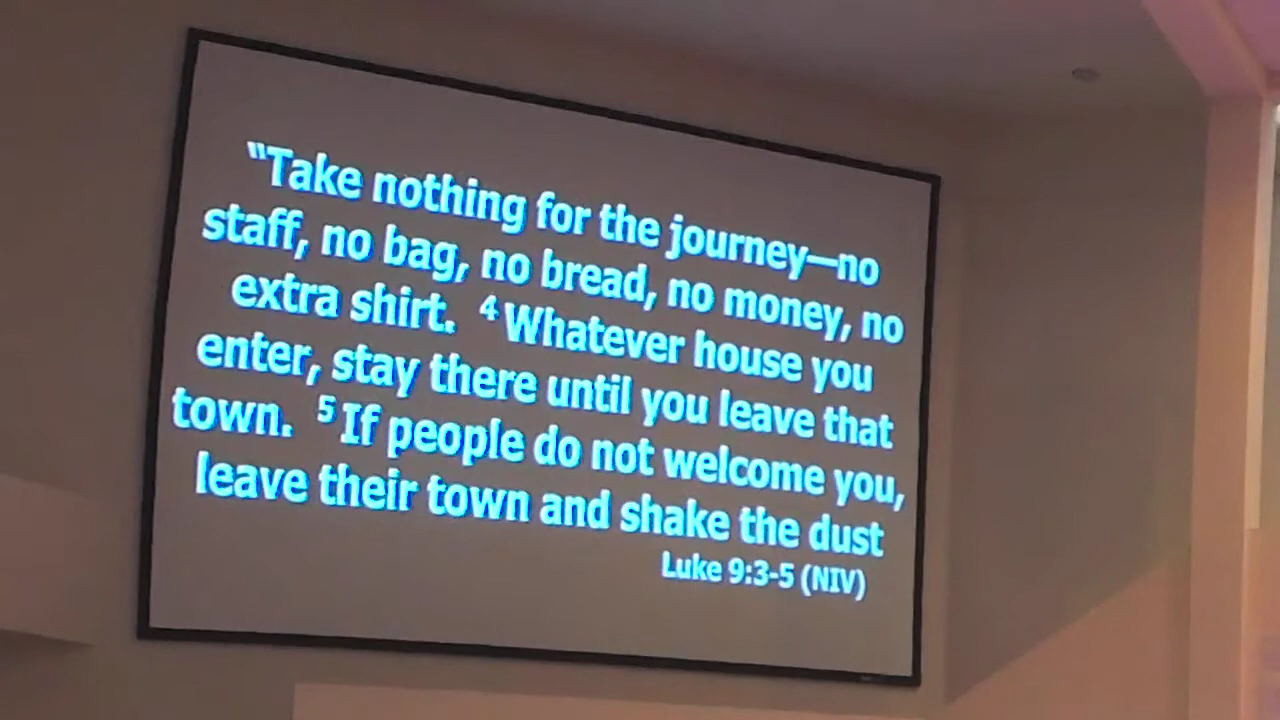 "Take nothing for the journey—no
staff, no bag, no bread, no money, no
extra shirt. ⁴ Whatever house you
enter, stay there until you leave that
town. ⁵ If people do not welcome you,
leave their town and shake the dust
Luke 9:3-5 (NIV)